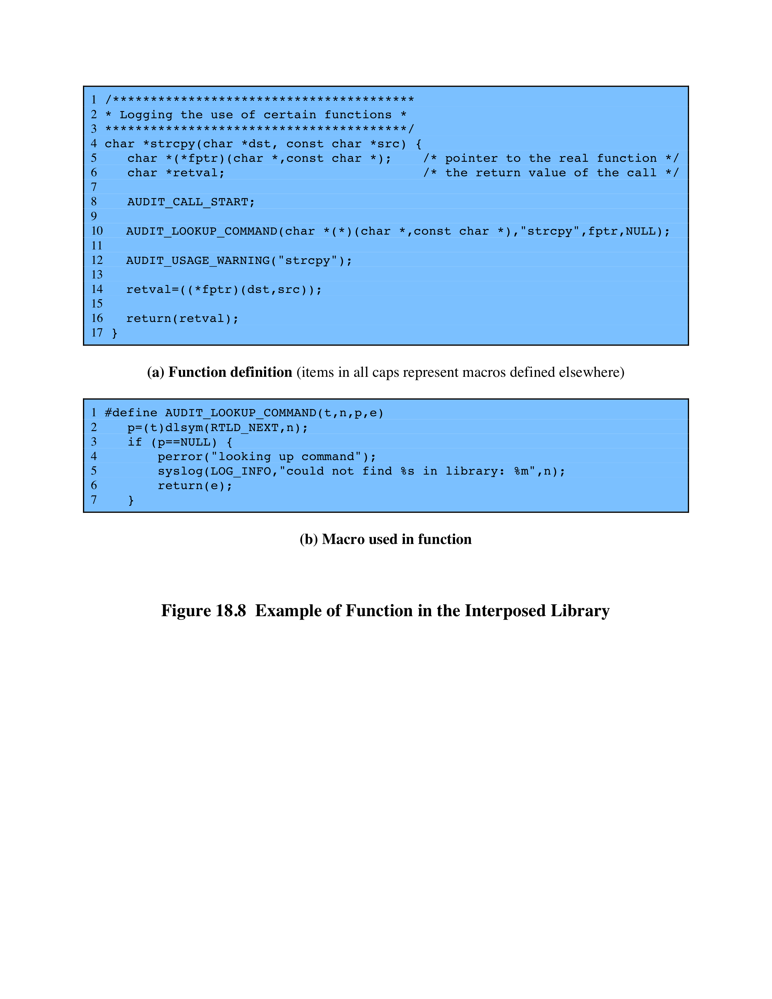 1 /****************************************
2 * Logging the use of certain functions *
3 ****************************************/
4 char *strcpy(char *dst, const char *src) {
5    char *(*fptr)(char *,const char *);    /* pointer to the real function */
6    char *retval;                          /* the return value of the call */
7
8    AUDIT_CALL_START;
9
10   AUDIT_LOOKUP_COMMAND(char *(*)(char *,const char *),"strcpy",fptr,NULL);
11
12   AUDIT_USAGE_WARNING("strcpy");
13
14   retval=((*fptr)(dst,src));
15
16   return(retval);
17 }
(a) Function definition (items in all caps represent macros defined elsewhere)
1 #define AUDIT_LOOKUP_COMMAND(t,n,p,e)
2    p=(t)dlsym(RTLD_NEXT,n);
3    if (p==NULL) {
4        perror("looking up command");
5        syslog(LOG_INFO,"could not find %s in library: %m",n);
6        return(e);
7    }
(b) Macro used in function
Figure 18.8  Example of Function in the Interposed Library